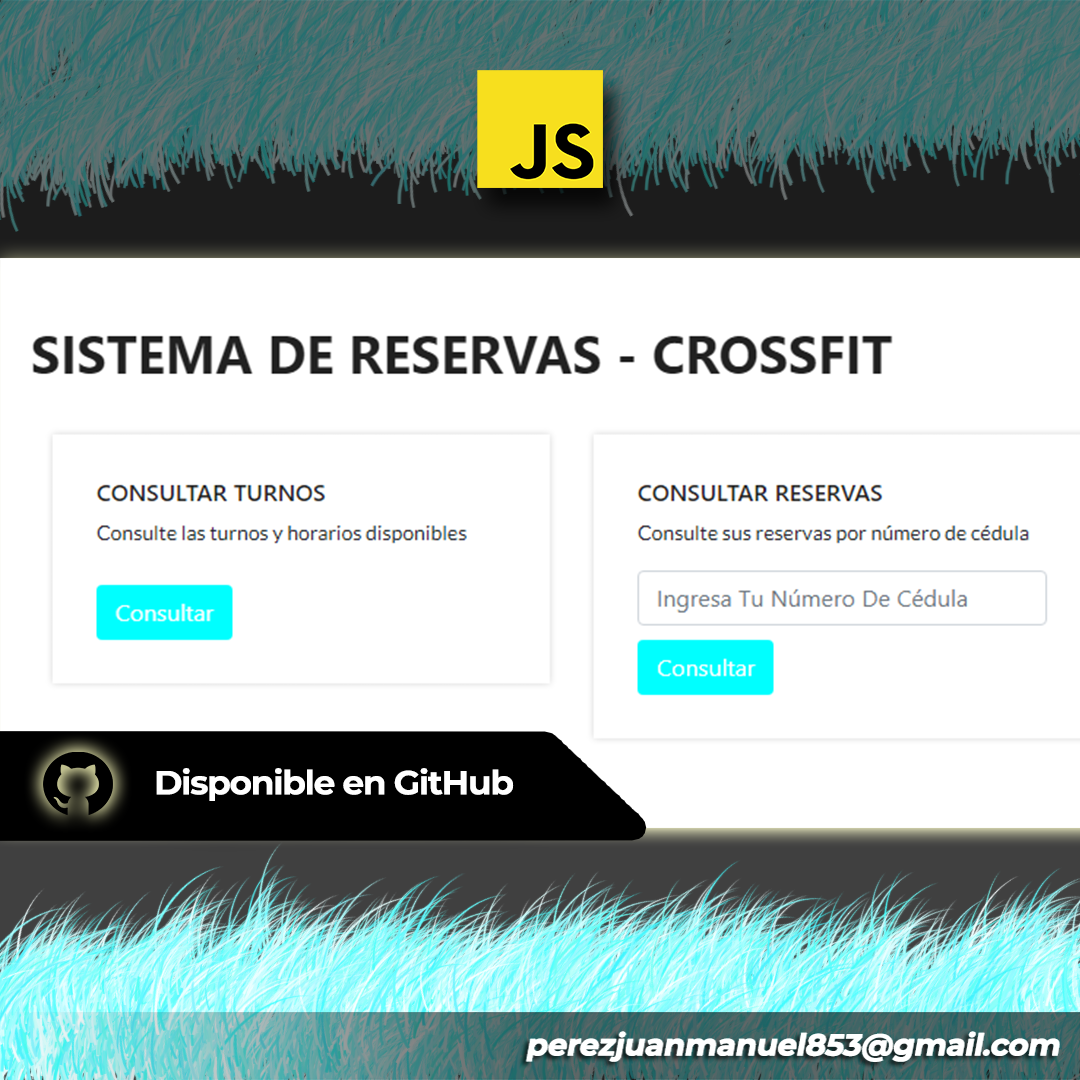 JS
SISTEMA DE RESERVAS - CROSSFIT
CONSULTAR TURNOS
Consulte las turnos y horarios disponibles
Consultar
CONSULTAR RESERVAS
Consulte sus reservas por número de cédula
Ingresa Tu Número De Cédula
Consultar
Disponible en GitHub
perezjuanmanuel853@gmail.com